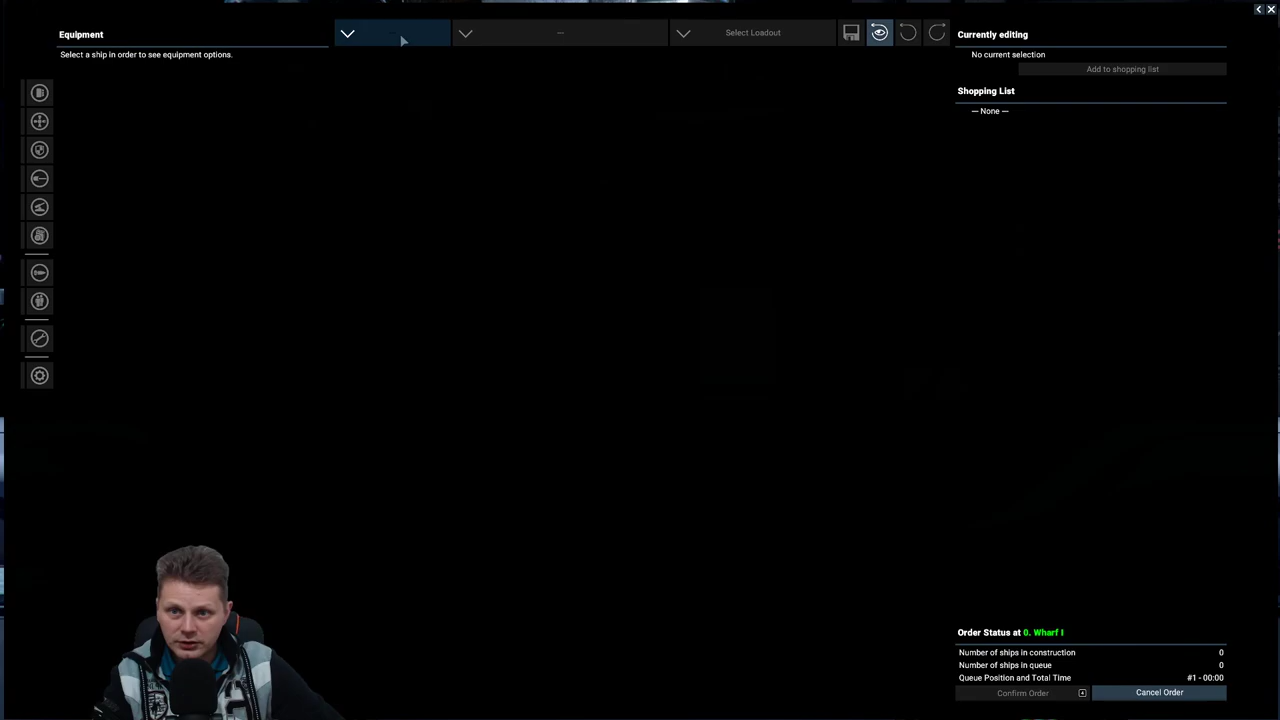 Equipment
Select a ship in order to see equipment options.
--
--
Select Loadout
Currently editing
No current selection
Add to shopping list
Shopping List
— None —
Order Status at 0. Wharf I
Number of ships in construction 0
Number of ships in queue 0
Queue Position and Total Time #1 - 00:00
Confirm Order
Cancel Order